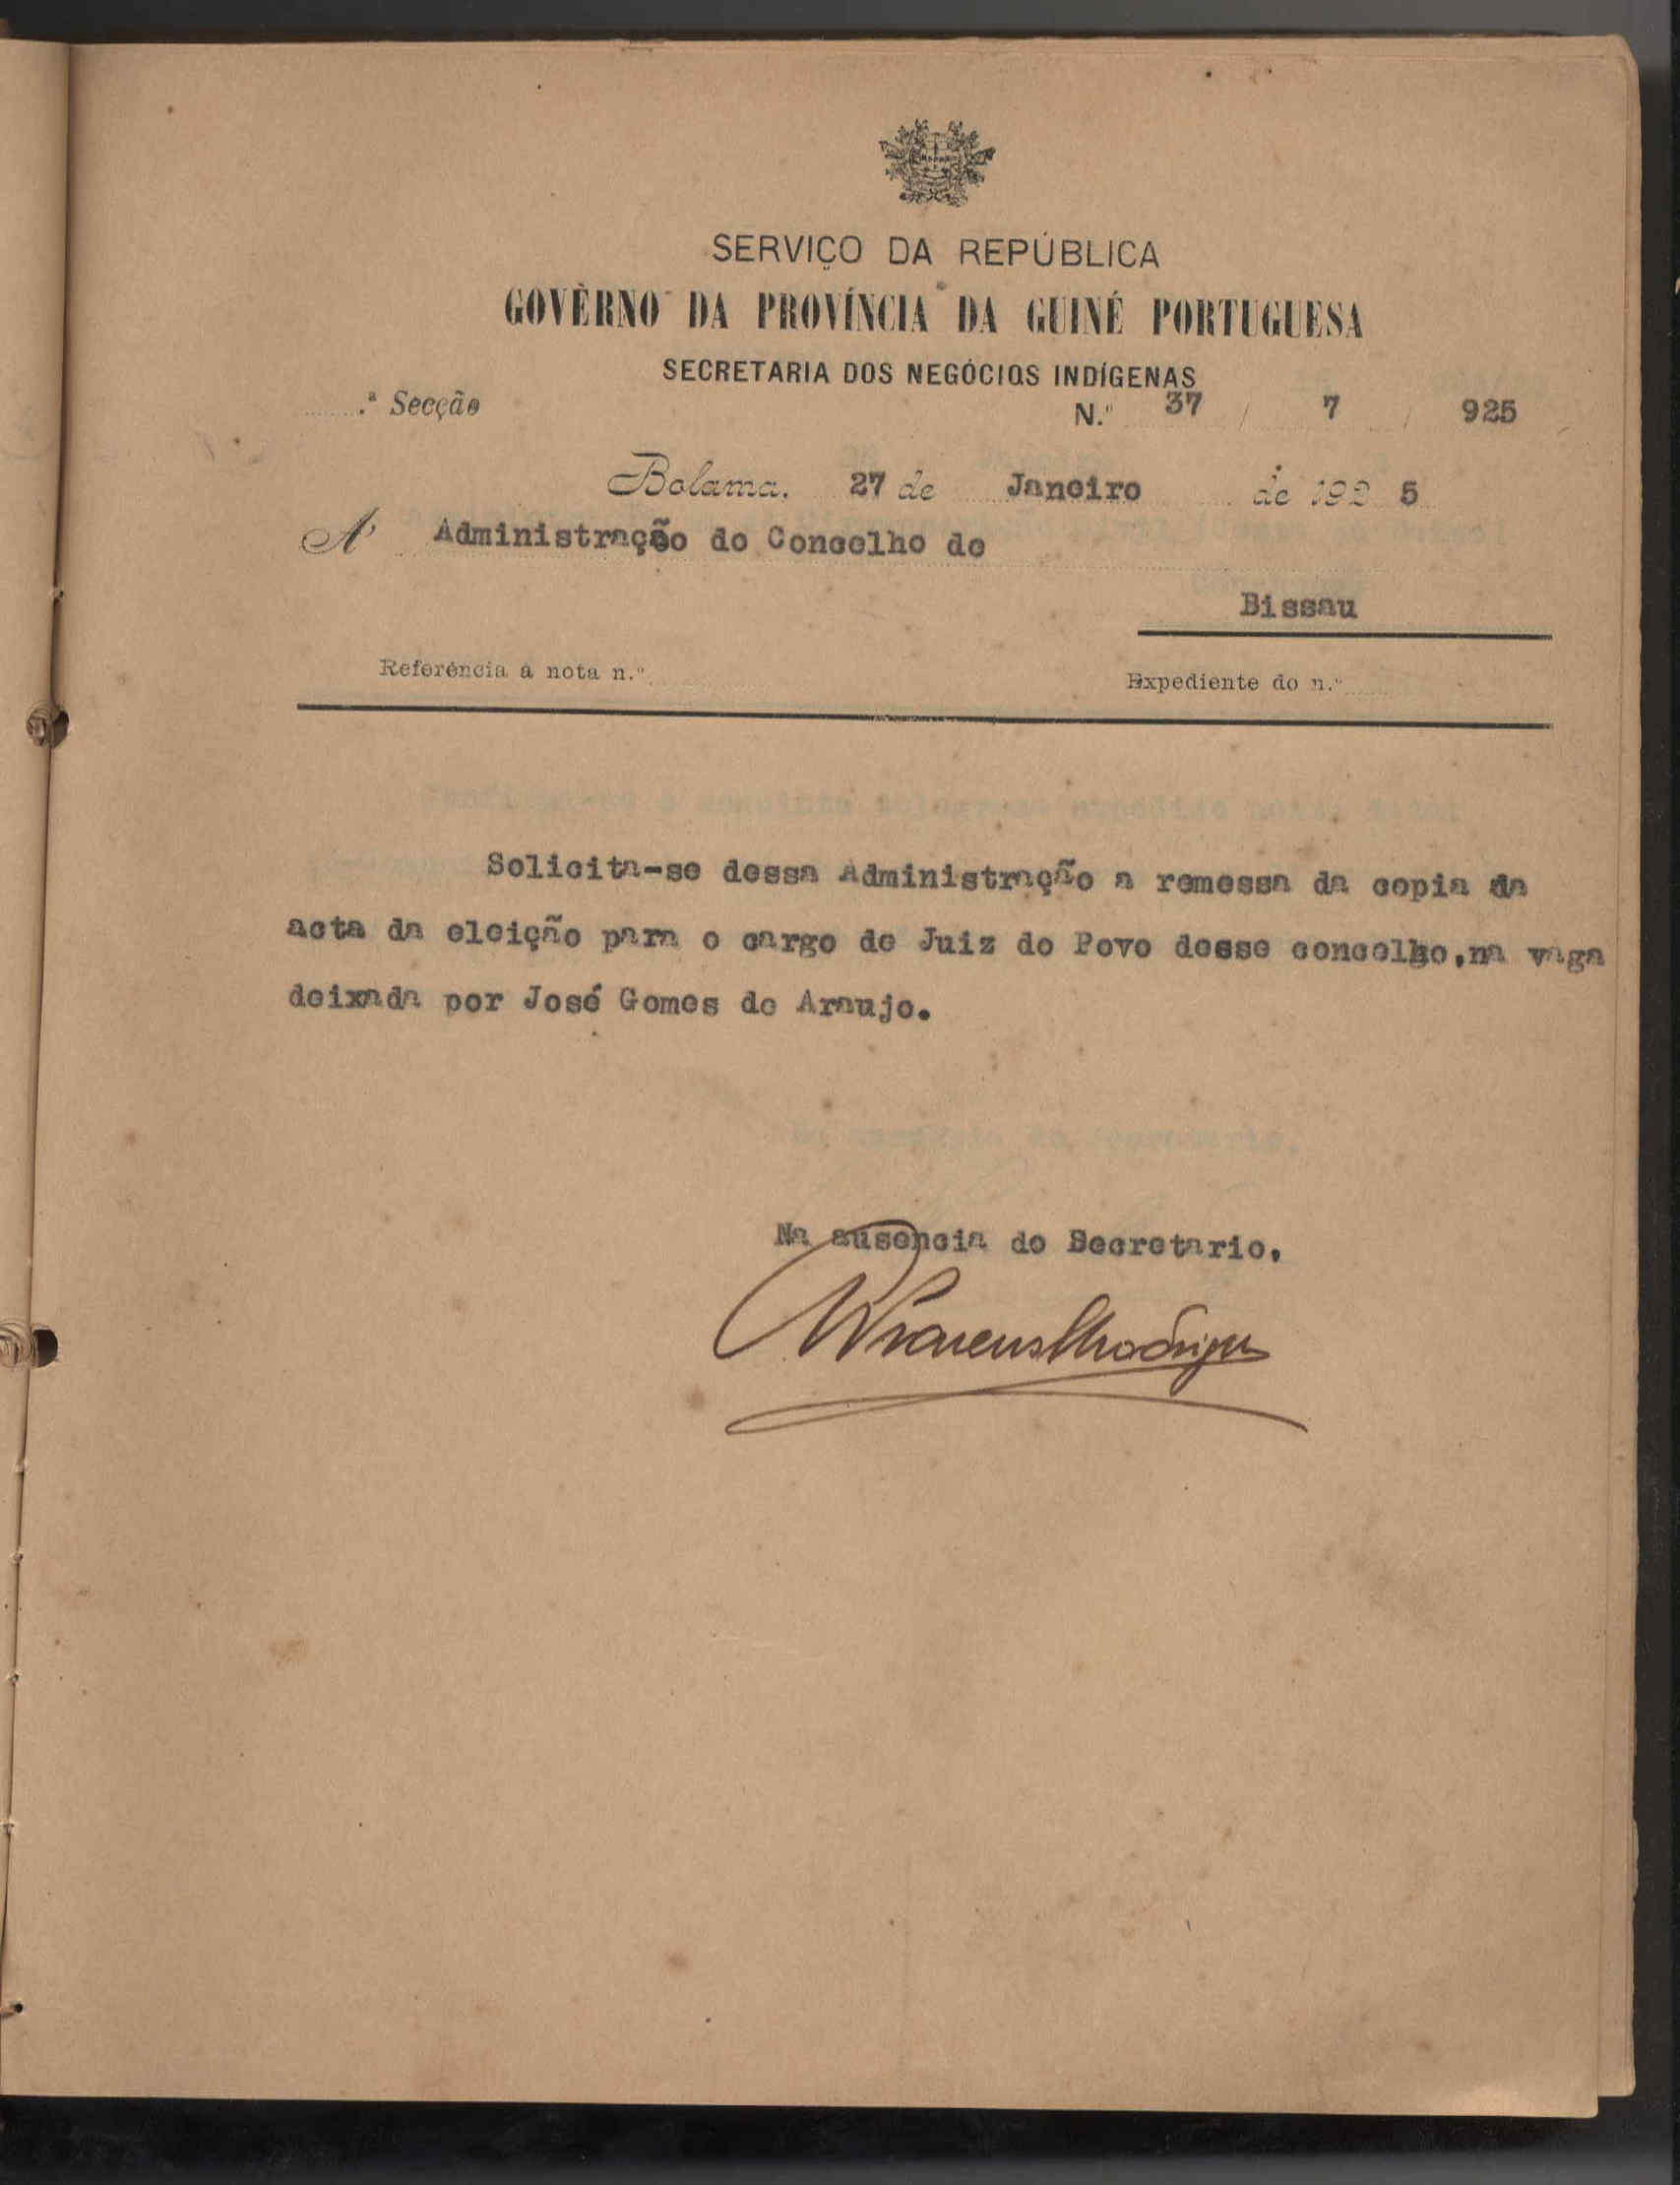 SERVIÇO DA REPÚBLICA
GOVÊRNO DA PROVÍNCIA DA GUINÉ PORTUGUESA
SECRETARIA DOS NEGÓCIOS INDÍGENAS
.ª Secção
N.º 37 / 7 / 925
Bolama, 27 de Janeiro de 192 5
A' Administração do Concelho de
Bissau
Referência á nota n.º
Expediente do n.º
Solicita-se dessa Administração a remessa da copia da
acta da eleição para o cargo de Juiz do Povo desse concelho,na vaga
deixada por José Gomes de Araujo.
Na ausencia do Secretario,